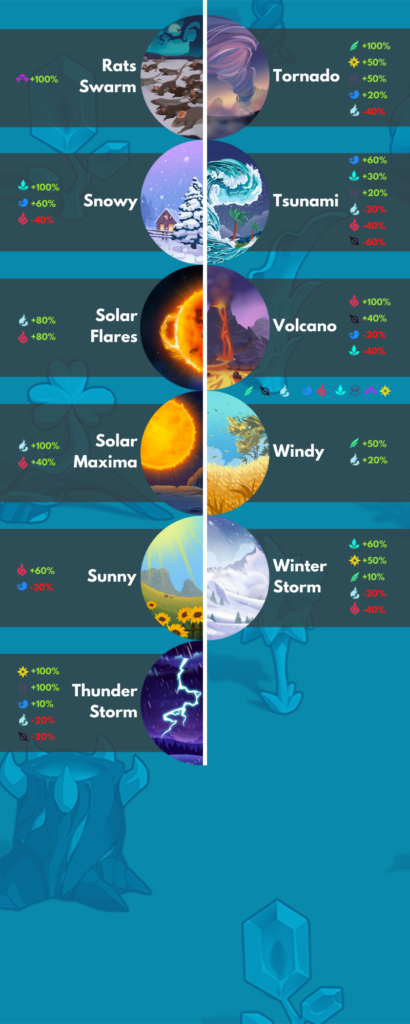 +100%
Rats
Swarm
+100%
+60%
-40%
Snowy
+80%
+80%
Solar
Flares
+100%
+40%
Solar
Maxima
+60%
-30%
Sunny
+100%
+100%
+10%
-20%
-20%
Thunder
Storm
Tornado
+100%
+50%
+50%
+20%
-40%
Tsunami
+60%
+30%
+20%
-20%
-40%
-60%
Volcano
+100%
+40%
-20%
-40%
Windy
+50%
+20%
Winter
Storm
+60%
+50%
+10%
-20%
-40%